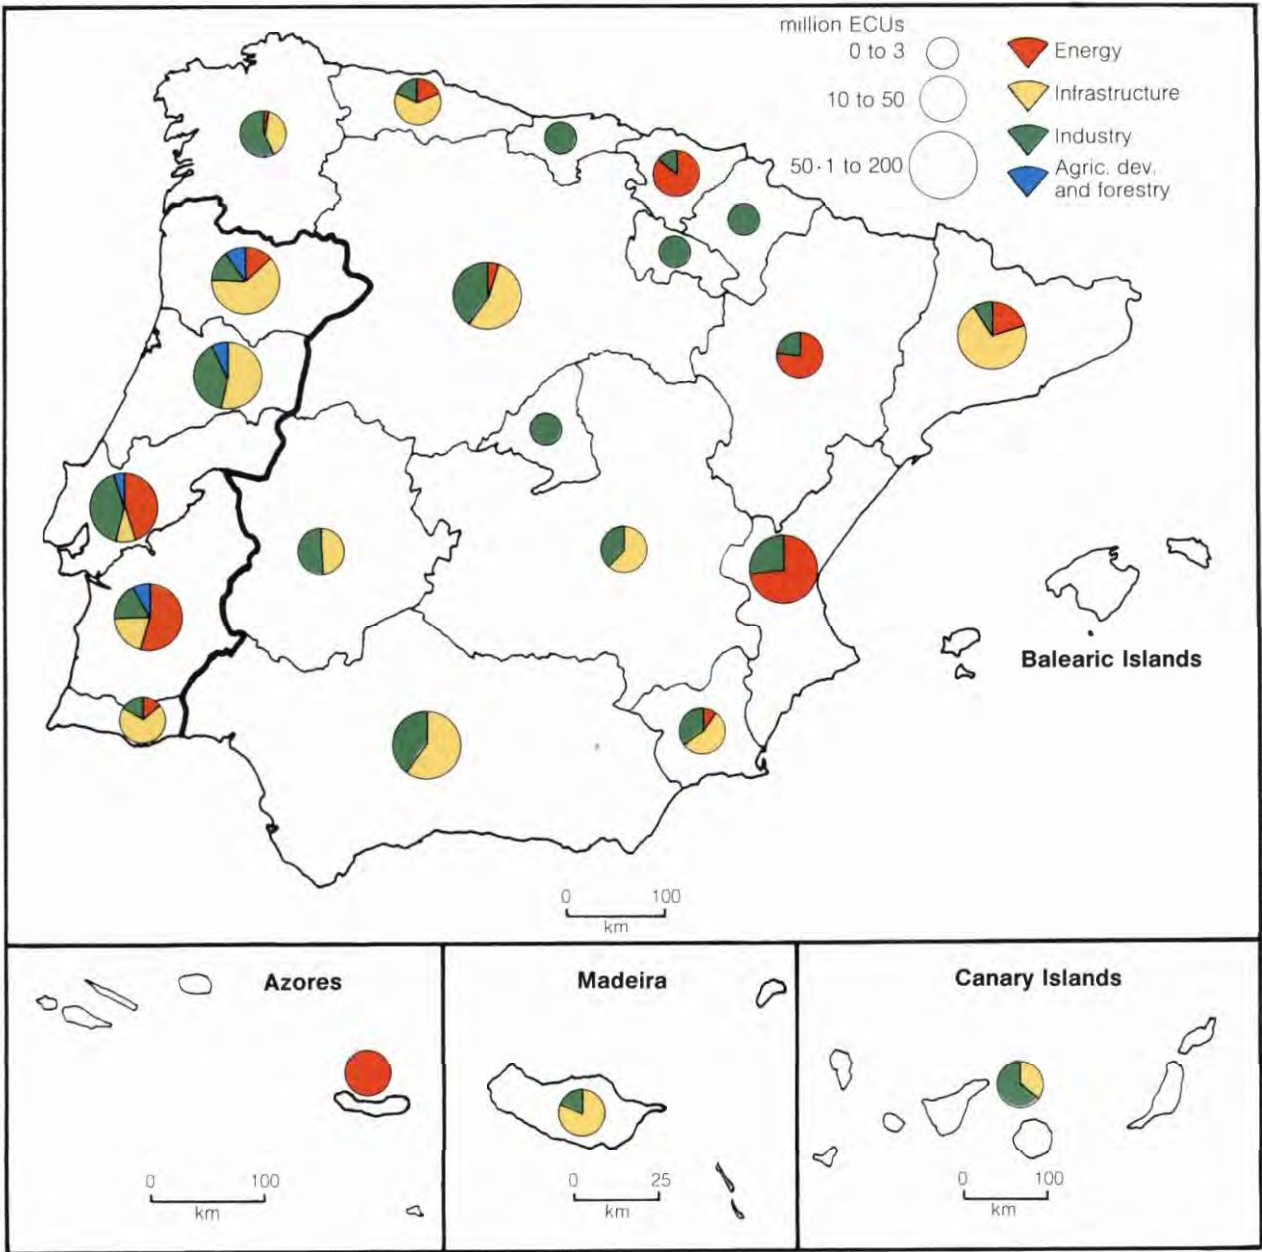 million ECUs
0 to 3
10 to 50
50·1 to 200
Energy
Infrastructure
Industry
Agric. dev.
and forestry
Balearic Islands
0 100
km
Azores
0 100
km
Madeira
0 25
km
Canary Islands
0 100
km